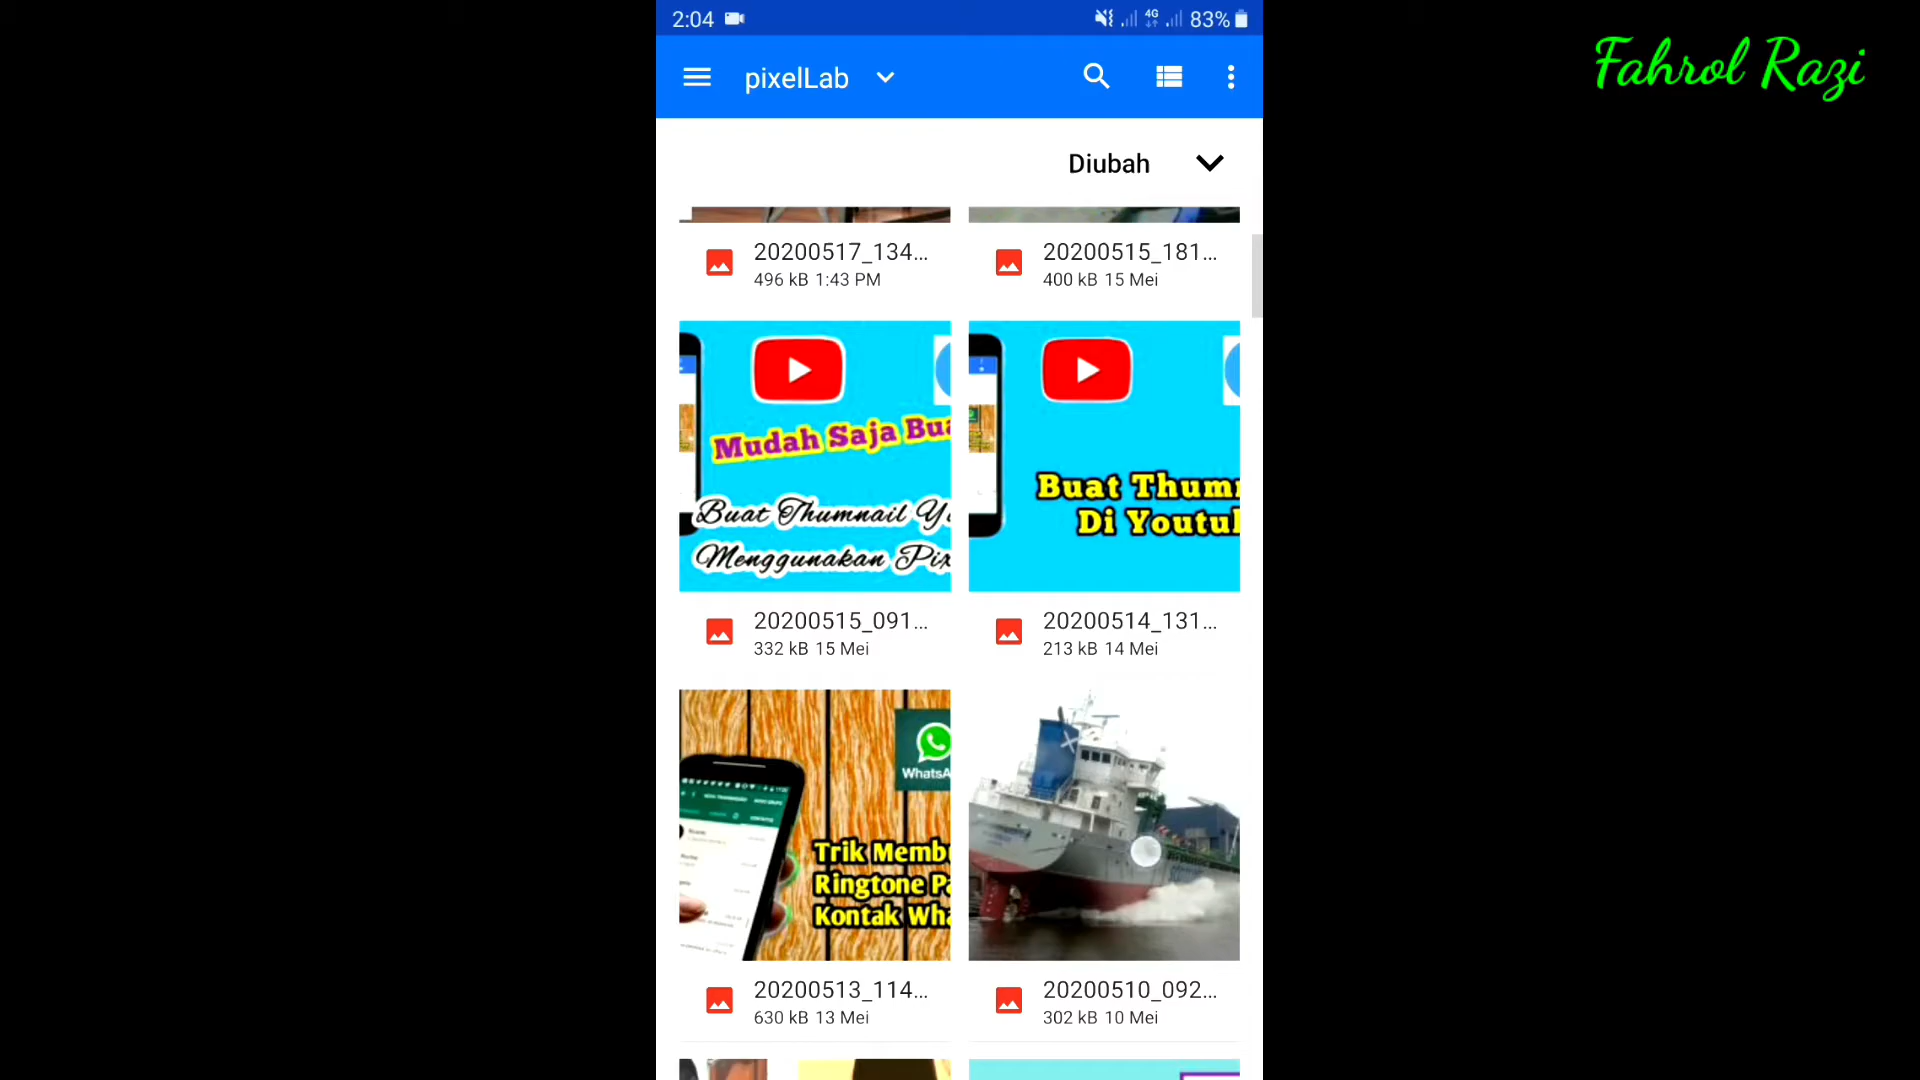 2:04
4G
83%
Fahrol Razi
pixelLab
Diubah
20200517_134...
496 kB 1:43 PM
20200515_181...
400 kB 15 Mei
Mudah Saja
Buat Thumnail
Menggunakan
Buat
Di
20200515_091...
332 kB 15 Mei
20200514_131...
213 kB 14 Mei
Trik
Ringtone
Kontak
20200513_114...
630 kB 13 Mei
20200510_092...
302 kB 10 Mei